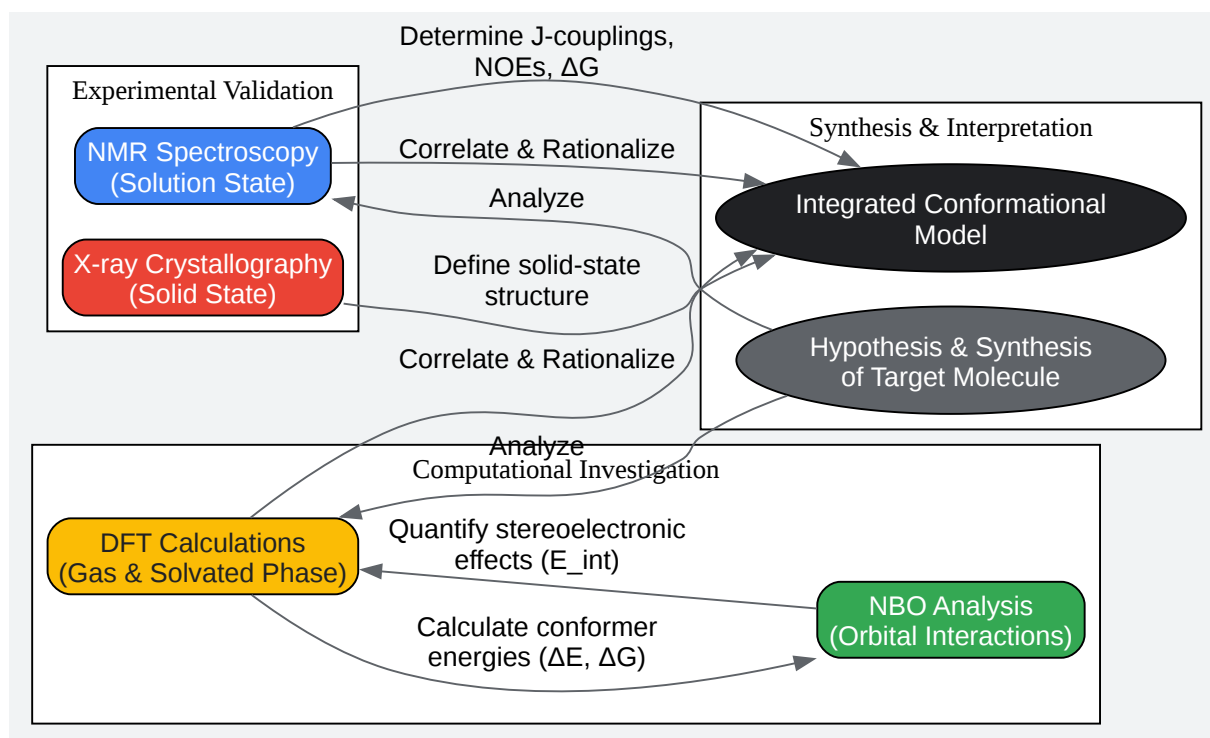 Determine J-couplings,
NOEs, ΔG
Experimental Validation
Synthesis & Interpretation
NMR Spectroscopy
(Solution State)
Correlate & Rationalize
Analyze
Integrated Conformational
Model
X-ray Crystallography
(Solid State)
Define solid-state
structure
Correlate & Rationalize
Hypothesis & Synthesis
of Target Molecule
Analyze
Computational Investigation
DFT Calculations
(Gas & Solvated Phase)
Quantify stereoelectronic
effects (E_int)
NBO Analysis
(Orbital Interactions)
Calculate conformer
energies (ΔE, ΔG)